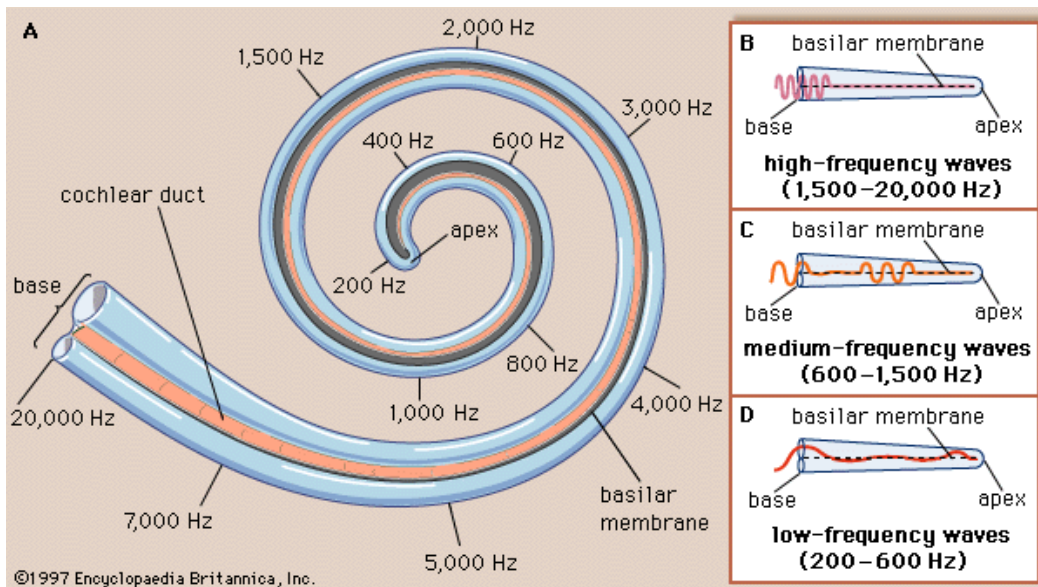 A
2,000 Hz
1,500 Hz
3,000 Hz
400 Hz
600 Hz
cochlear duct
apex
200 Hz
base
800 Hz
20,000 Hz
1,000 Hz
4,000 Hz
7,000 Hz
basilar
membrane
5,000 Hz
©1997 Encyclopaedia Britannica, Inc.
B
basilar membrane
base
apex
high-frequency waves
(1,500–20,000 Hz)
C
basilar membrane
base
apex
medium-frequency waves
(600–1,500 Hz)
D
basilar membrane
base
apex
low-frequency waves
(200–600 Hz)